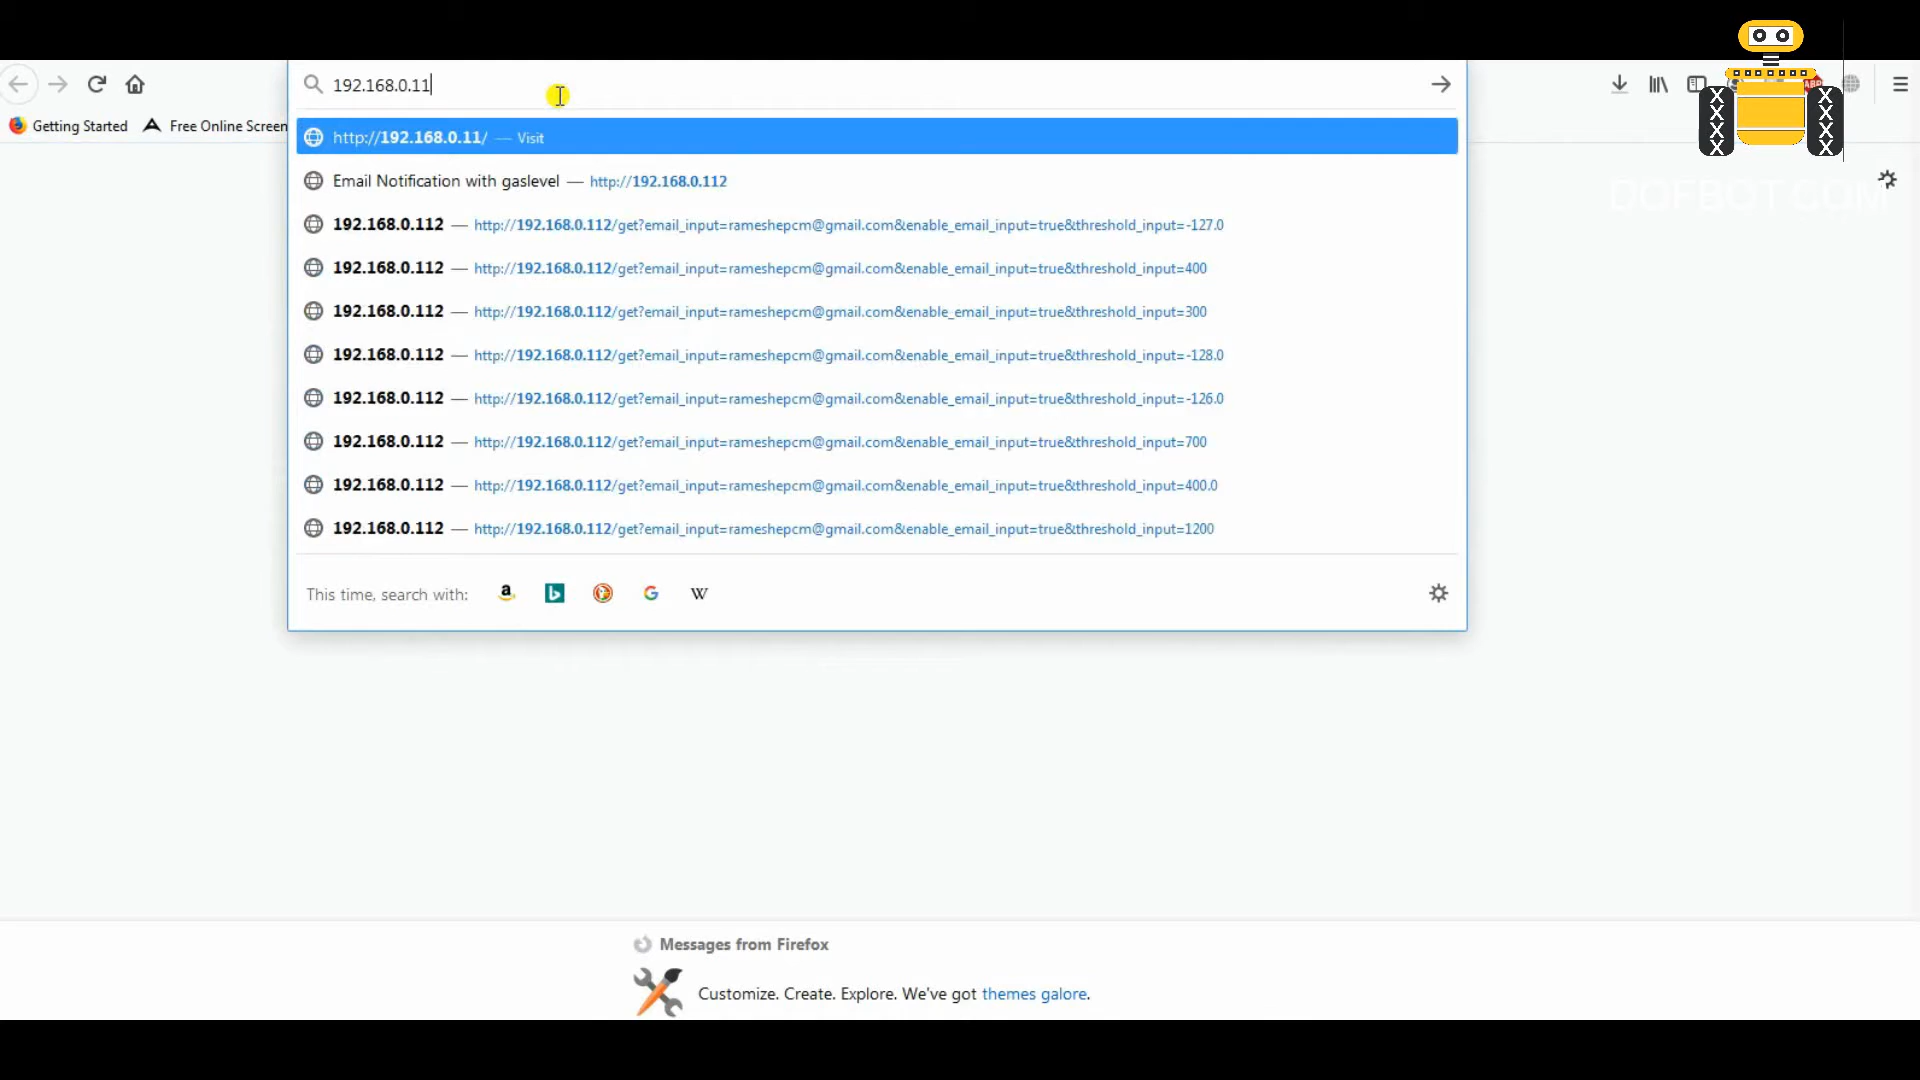 192.168.0.11
Getting Started Free Online Screen
http://192.168.0.11/ — Visit
Email Notification with gaslevel — http://192.168.0.112
192.168.0.112 — http://192.168.0.112/get?email_input=rameshepcm@gmail.com&enable_email_input=true&threshold_input=-127.0
192.168.0.112 — http://192.168.0.112/get?email_input=rameshepcm@gmail.com&enable_email_input=true&threshold_input=400
192.168.0.112 — http://192.168.0.112/get?email_input=rameshepcm@gmail.com&enable_email_input=true&threshold_input=300
192.168.0.112 — http://192.168.0.112/get?email_input=rameshepcm@gmail.com&enable_email_input=true&threshold_input=-128.0
192.168.0.112 — http://192.168.0.112/get?email_input=rameshepcm@gmail.com&enable_email_input=true&threshold_input=-126.0
192.168.0.112 — http://192.168.0.112/get?email_input=rameshepcm@gmail.com&enable_email_input=true&threshold_input=700
192.168.0.112 — http://192.168.0.112/get?email_input=rameshepcm@gmail.com&enable_email_input=true&threshold_input=400.0
192.168.0.112 — http://192.168.0.112/get?email_input=rameshepcm@gmail.com&enable_email_input=true&threshold_input=1200
This time, search with:
DOFBOT.COM
Messages from Firefox
Customize. Create. Explore. We've got themes galore.